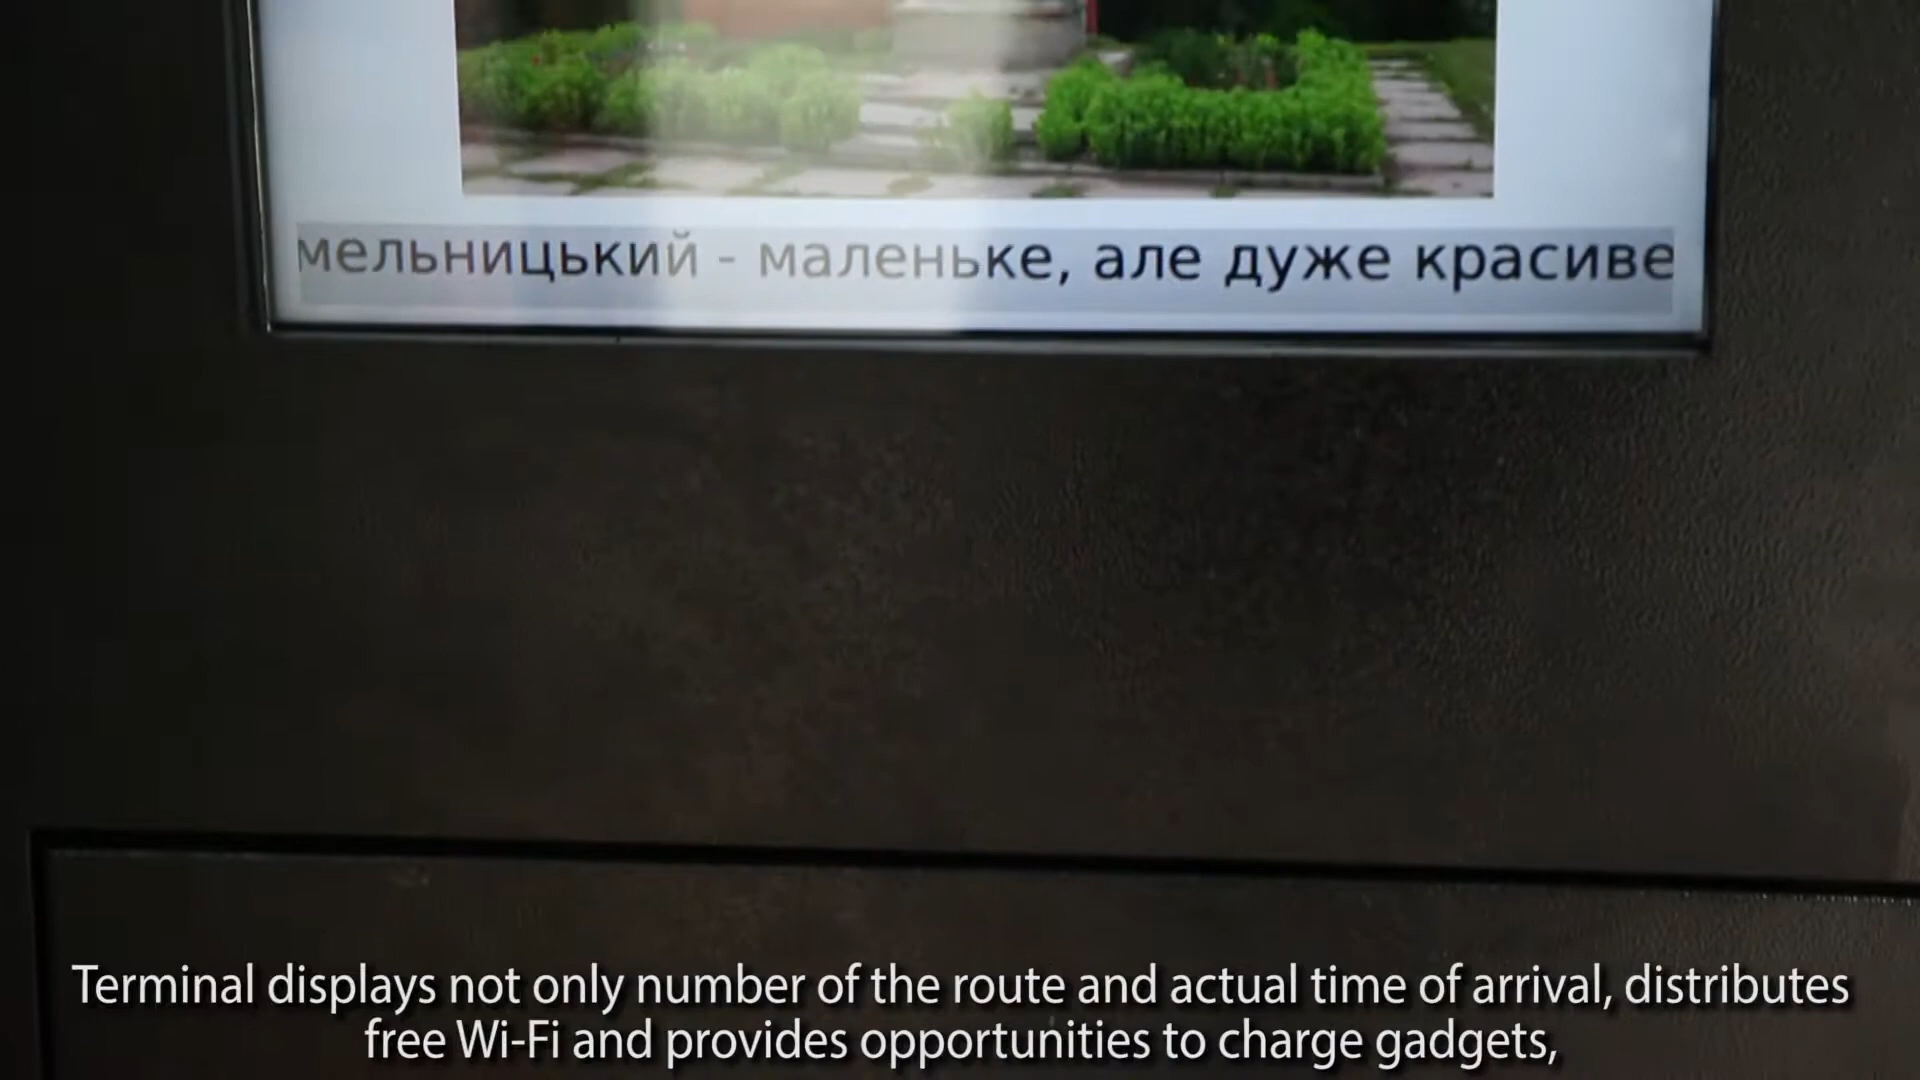 мельницький - маленьке, але дуже красиве
Terminal displays not only number of the route and actual time of arrival, distributes
free Wi-Fi and provides opportunities to charge gadgets,